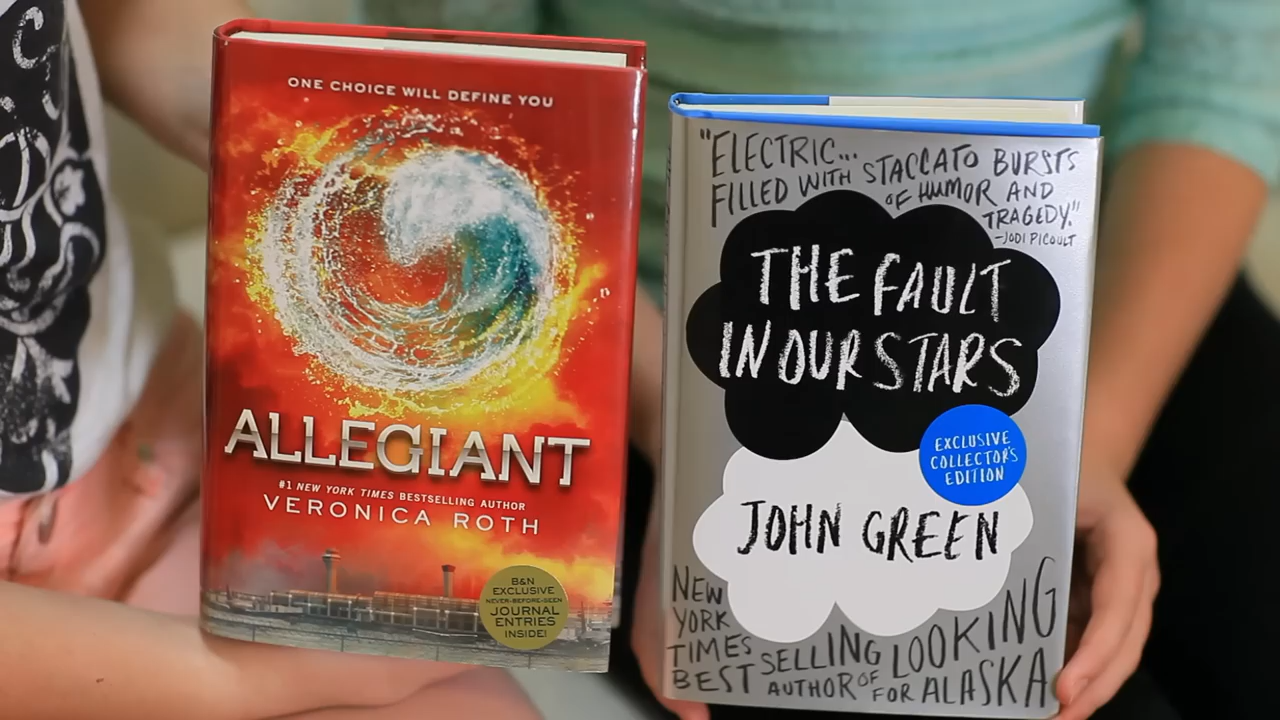 ONE CHOICE WILL DEFINE YOU
ALLEGIANT
#1 NEW YORK TIMES BESTSELLING AUTHOR
VERONICA ROTH
B&N
EXCLUSIVE
NEVER-BEFORE-SEEN
JOURNAL
ENTRIES
INSIDE!
"ELECTRIC... STACCATO BURSTS
FILLED WITH OF HUMOR AND
TRAGEDY."
-JODI PICOULT
THE FAULT
IN OUR STARS
EXCLUSIVE
COLLECTOR'S
EDITION
JOHN GREEN
NEW
YORK
TIMES
BEST SELLING
AUTHOR OF
LOOKING
FOR ALASKA